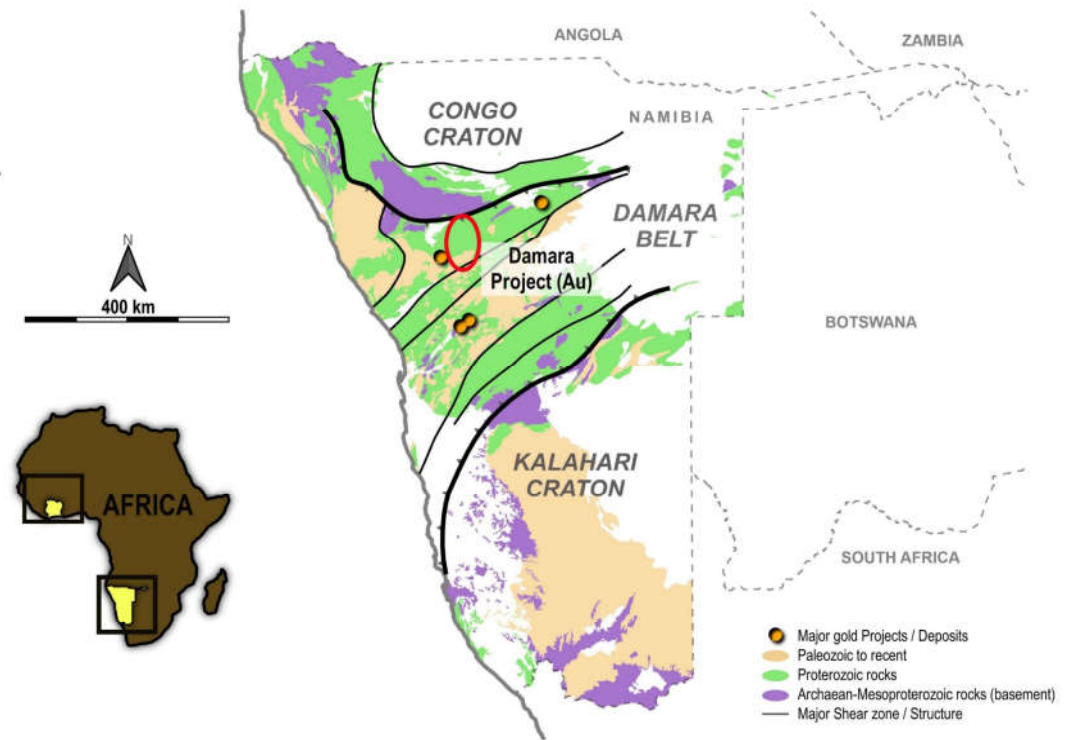 ANGOLA
ZAMBIA
CONGO
CRATON
NAMIBIA
DAMARA
BELT
Damara
Project (Au)
N
400 km
BOTSWANA
AFRICA
KALAHARI
CRATON
SOUTH AFRICA
Major gold Projects / Deposits
Paleozoic to recent
Proterozoic rocks
Archaean-Mesoproterozoic rocks (basement)
Major Shear zone / Structure